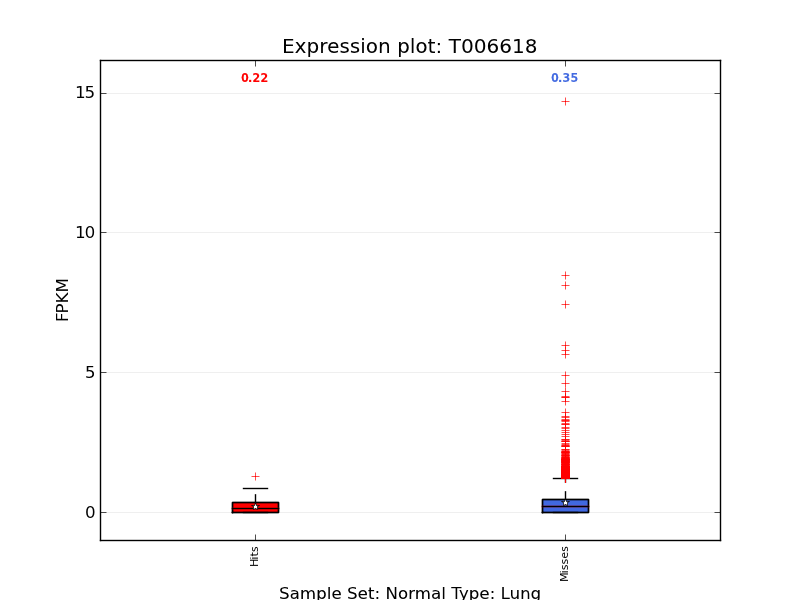 Expression plot: T006618
0.22
0.35
15
10
5
0
FPKM
Hits
Misses
Sample Set: Normal Type: Lung